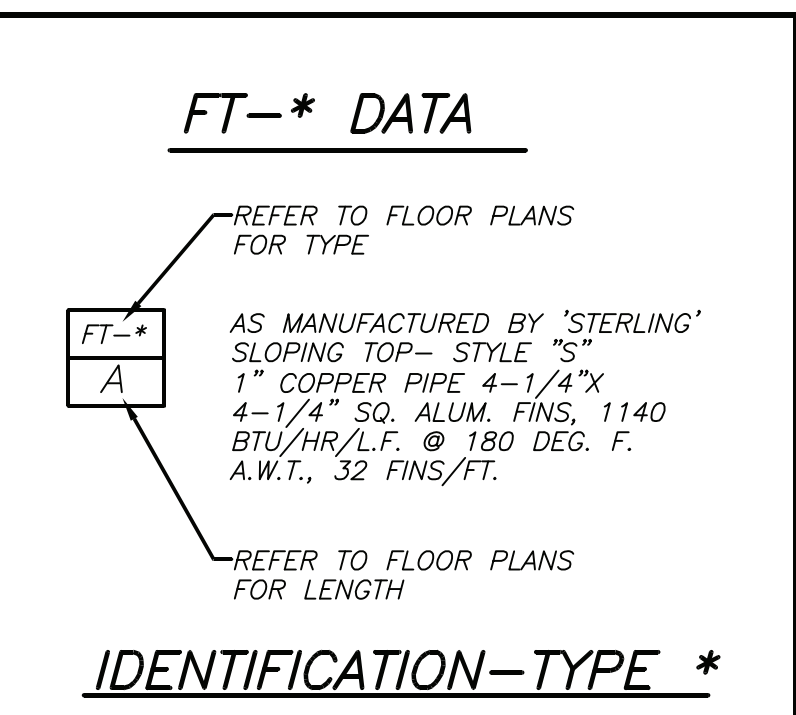 FT-* DATA
REFER TO FLOOR PLANS
FOR TYPE
FT-*
A
AS MANUFACTURED BY 'STERLING'
SLOPING TOP- STYLE "S"
1" COPPER PIPE 4-1/4"X
4-1/4" SQ. ALUM. FINS, 1140
BTU/HR/L.F. @ 180 DEG. F.
A.W.T., 32 FINS/FT.
REFER TO FLOOR PLANS
FOR LENGTH
IDENTIFICATION-TYPE *